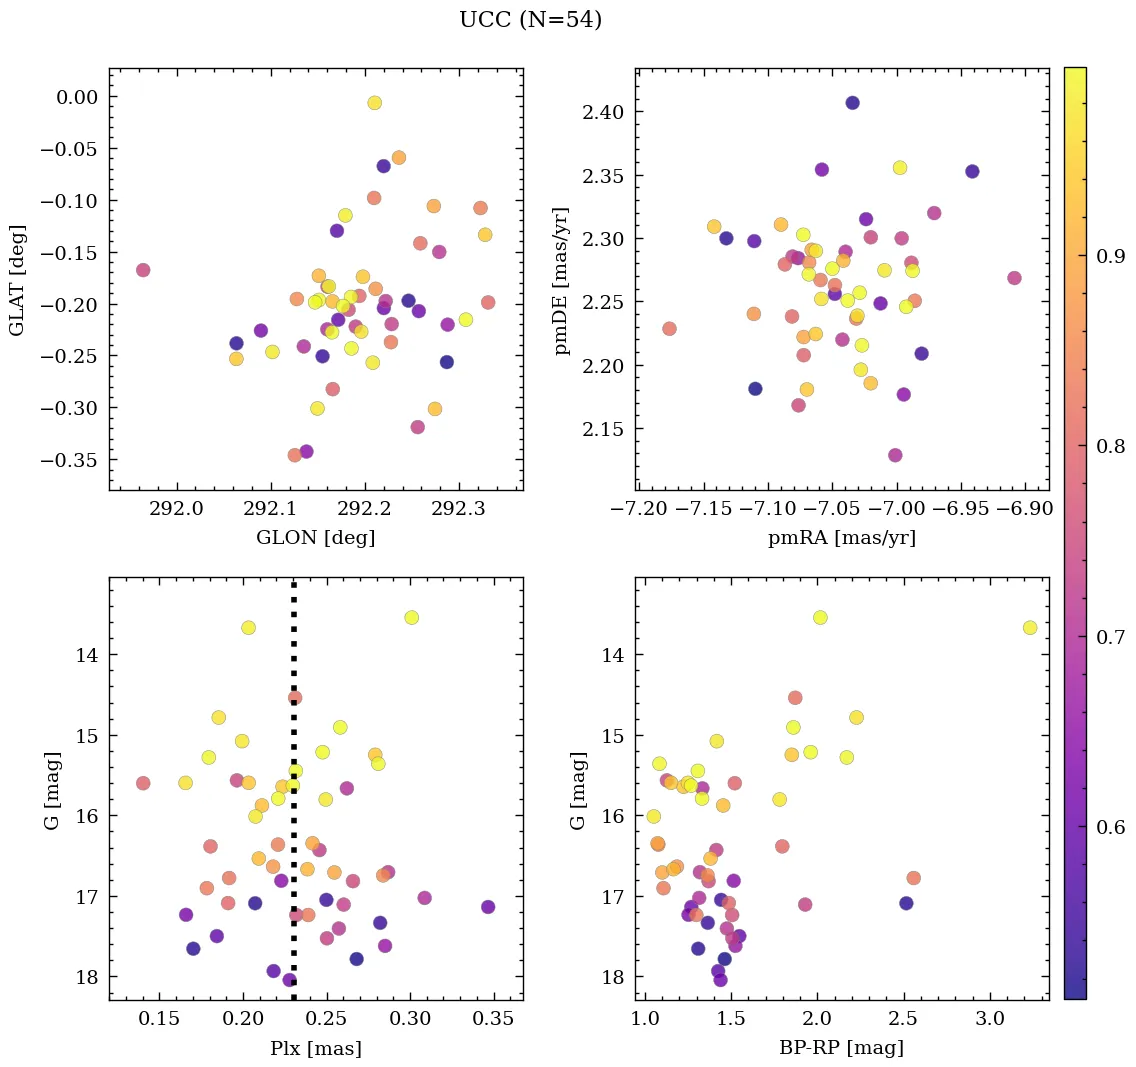 UCC (N=54)
0.00
−0.05
−0.10
−0.15
−0.20
−0.25
−0.30
−0.35
GLAT [deg]
292.0 292.1 292.2 292.3
GLON [deg]
2.40
2.35
2.30
2.25
2.20
2.15
pmDE [mas/yr]
−7.20 −7.15 −7.10 −7.05 −7.00 −6.95 −6.90
pmRA [mas/yr]
0.9
0.8
0.7
0.6
14
15
16
17
18
G [mag]
0.15 0.20 0.25 0.30 0.35
Plx [mas]
14
15
16
17
18
G [mag]
1.0 1.5 2.0 2.5 3.0
BP-RP [mag]